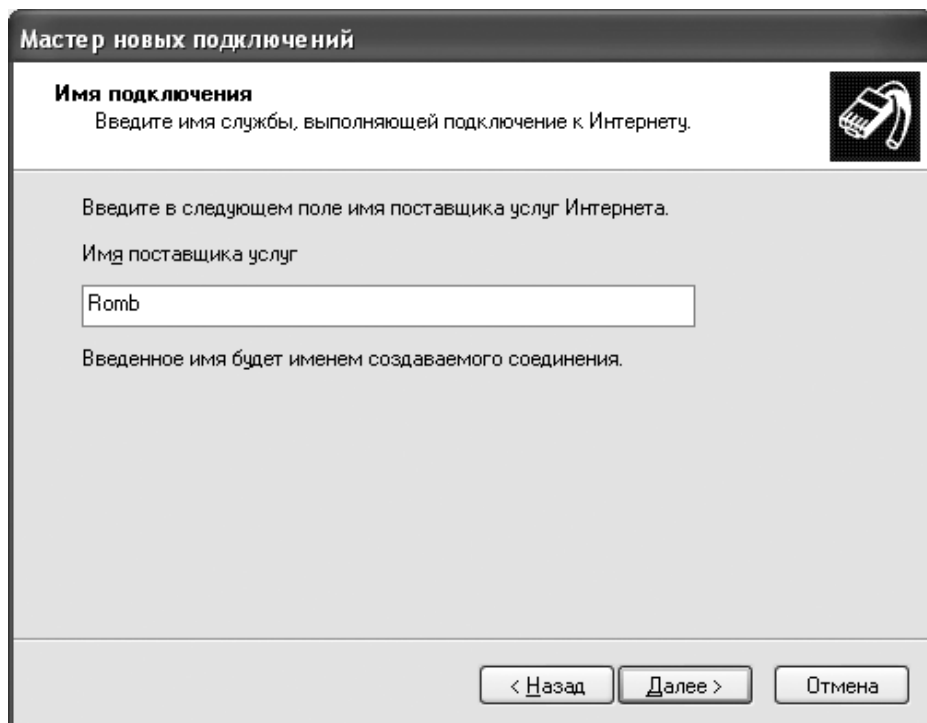 Мастер новых подключений
Имя подключения
Введите имя службы, выполняющей подключение к Интернету.
Введите в следующем поле имя поставщика услуг Интернета.
Имя поставщика услуг
Romb
Введенное имя будет именем создаваемого соединения.
< Назад Далее > Отмена